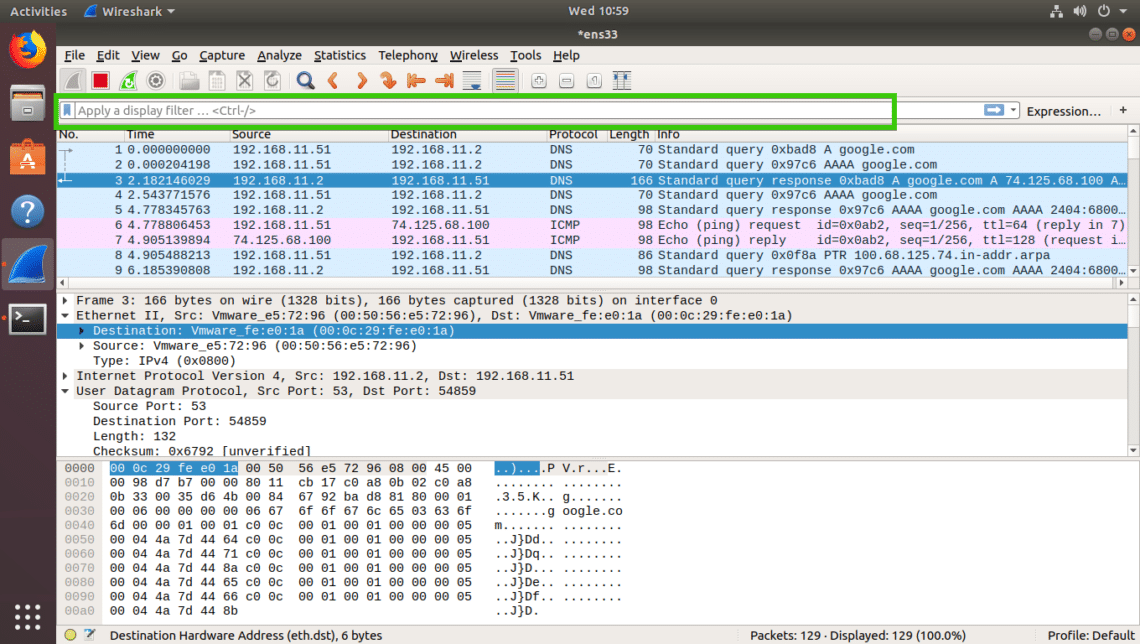 Activities Wireshark Wed 10:59
*ens33
File Edit View Go Capture Analyze Statistics Telephony Wireless Tools Help
Apply a display filter … <Ctrl-/> Expression… +
No. Time Source Destination Protocol Length Info
1 0.000000000 192.168.11.51 192.168.11.2 DNS 70 Standard query 0xbad8 A google.com
2 0.000204198 192.168.11.51 192.168.11.2 DNS 70 Standard query 0x97c6 AAAA google.com
3 2.182146029 192.168.11.2 192.168.11.51 DNS 166 Standard query response 0xbad8 A google.com A 74.125.68.100 A…
4 2.543771576 192.168.11.51 192.168.11.2 DNS 70 Standard query 0x97c6 AAAA google.com
5 4.778345763 192.168.11.2 192.168.11.51 DNS 98 Standard query response 0x97c6 AAAA google.com AAAA 2404:6800…
6 4.778806453 192.168.11.51 74.125.68.100 ICMP 98 Echo (ping) request id=0x0ab2, seq=1/256, ttl=64 (reply in 7)
7 4.905139894 74.125.68.100 192.168.11.51 ICMP 98 Echo (ping) reply id=0x0ab2, seq=1/256, ttl=128 (request i…
8 4.905488213 192.168.11.51 192.168.11.2 DNS 86 Standard query 0x0f8a PTR 100.68.125.74.in-addr.arpa
9 6.185390808 192.168.11.2 192.168.11.51 DNS 98 Standard query response 0x97c6 AAAA google.com AAAA 2404:6800…
Frame 3: 166 bytes on wire (1328 bits), 166 bytes captured (1328 bits) on interface 0
Ethernet II, Src: Vmware_e5:72:96 (00:50:56:e5:72:96), Dst: Vmware_fe:e0:1a (00:0c:29:fe:e0:1a)
Destination: Vmware_fe:e0:1a (00:0c:29:fe:e0:1a)
Source: Vmware_e5:72:96 (00:50:56:e5:72:96)
Type: IPv4 (0x0800)
Internet Protocol Version 4, Src: 192.168.11.2, Dst: 192.168.11.51
User Datagram Protocol, Src Port: 53, Dst Port: 54859
Source Port: 53
Destination Port: 54859
Length: 132
Checksum: 0x6792 [unverified]
0000 00 0c 29 fe e0 1a 00 50 56 e5 72 96 08 00 45 00 ..)....P V.r...E.
0010 00 98 d7 b7 00 00 80 11 cb 17 c0 a8 0b 02 c0 a8 ........ ........
0020 0b 33 00 35 d6 4b 00 84 67 92 ba d8 81 80 00 01 .3.5.K.. g.......
0030 00 06 00 00 00 00 06 67 6f 6f 67 6c 65 03 63 6f .......g oogle.co
0040 6d 00 00 01 00 01 c0 0c 00 01 00 01 00 00 00 05 m....... ........
0050 00 04 4a 7d 44 64 c0 0c 00 01 00 01 00 00 00 05 ..J}Dd.. ........
0060 00 04 4a 7d 44 71 c0 0c 00 01 00 01 00 00 00 05 ..J}Dq.. ........
0070 00 04 4a 7d 44 8a c0 0c 00 01 00 01 00 00 00 05 ..J}D... ........
0080 00 04 4a 7d 44 65 c0 0c 00 01 00 01 00 00 00 05 ..J}De.. ........
0090 00 04 4a 7d 44 66 c0 0c 00 01 00 01 00 00 00 05 ..J}Df.. ........
00a0 00 04 4a 7d 44 8b ..J}D.
Destination Hardware Address (eth.dst), 6 bytes Packets: 129 · Displayed: 129 (100.0%) Profile: Default